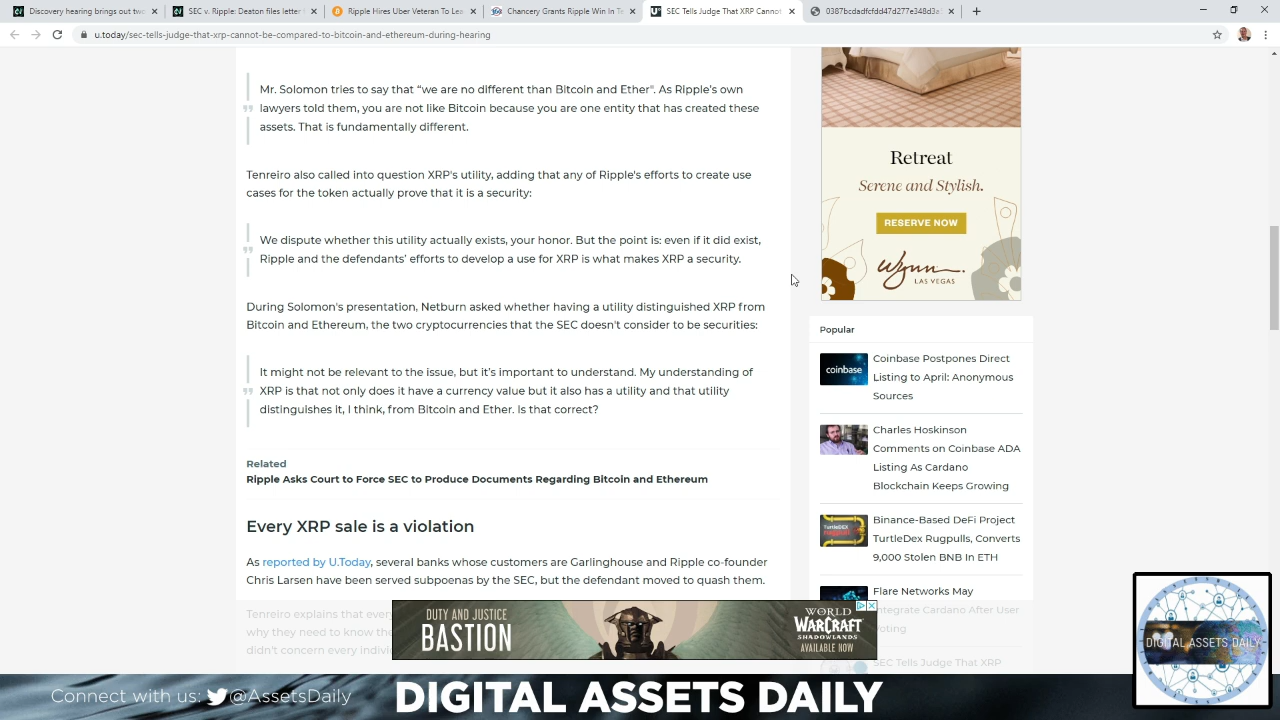 Discovery hearing brings out two
SEC v. Ripple: Deaton files letter
Ripple Hires Uber Veteran To Lea
Chancery Grants Ripple Win In Te
SEC Tells Judge That XRP Cannot
0387bcdadfcfd0d277e348d3a
u.today/sec-tells-judge-that-xrp-cannot-be-compared-to-bitcoin-and-ethereum-during-hearing
Mr. Solomon tries to say that “we are no different than Bitcoin and Ether". As Ripple’s own
lawyers told them, you are not like Bitcoin because you are one entity that has created these
assets. That is fundamentally different.
Tenreiro also called into question XRP's utility, adding that any of Ripple's efforts to create use
cases for the token actually prove that it is a security:
We dispute whether this utility actually exists, your honor. But the point is: even if it did exist,
Ripple and the defendants’ efforts to develop a use for XRP is what makes XRP a security.
During Solomon's presentation, Netburn asked whether having a utility distinguished XRP from
Bitcoin and Ethereum, the two cryptocurrencies that the SEC doesn't consider to be securities:
It might not be relevant to the issue, but it’s important to understand. My understanding of
XRP is that not only does it have a currency value but it also has a utility and that utility
distinguishes it, I think, from Bitcoin and Ether. Is that correct?
Related
Ripple Asks Court to Force SEC to Produce Documents Regarding Bitcoin and Ethereum
Every XRP sale is a violation
As reported by U.Today, several banks whose customers are Garlinghouse and Ripple co-founder
Chris Larsen have been served subpoenas by the SEC, but the defendant moved to quash them.
Tenreiro explains that ever
why they need to know the
didn't concern every indivi
Retreat
Serene and Stylish.
RESERVE NOW
Wynn
LAS VEGAS
Popular
coinbase
Coinbase Postpones Direct
Listing to April: Anonymous
Sources
Charles Hoskinson
Comments on Coinbase ADA
Listing As Cardano
Blockchain Keeps Growing
TurtleDEX
Rugpulls
Binance-Based DeFi Project
TurtleDex Rugpulls, Converts
9,000 Stolen BNB In ETH
Flare Networks May
Integrate Cardano After User
Voting
SEC Tells Judge That XRP
DUTY AND JUSTICE
BASTION
WORLD
WARCRAFT
SHADOWLANDS
AVAILABLE NOW
DIGITAL ASSETS DAILY
Connect with us: @AssetsDaily
DIGITAL ASSETS DAILY